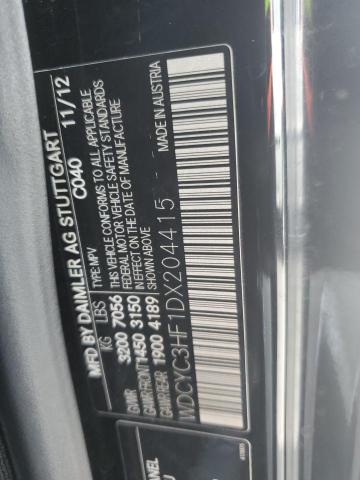 MFD BY DAIMLER AG STUTTGART
C040 11/12
KG LBS TYPE: MPV
GMR 3200 7056 THIS VEHICLE CONFORMS TO ALL APPLICABLE
GAWR FRONT 1450 3150 FEDERAL MOTOR VEHICLE SAFETY STANDARDS
GAWR REAR 1900 4189 IN EFFECT ON THE DATE OF MANUFACTURE
SHOWN ABOVE
MADE IN AUSTRIA
WDCYC3HF1DX204415